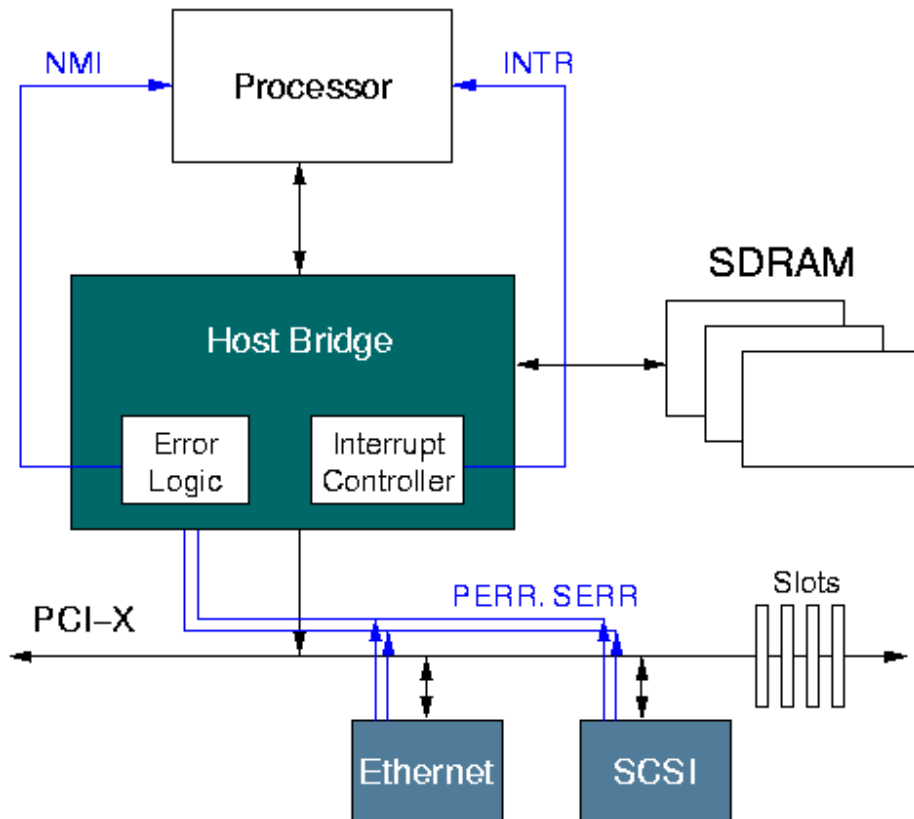 NMI
INTR
Processor
SDRAM
Host Bridge
Error
Logic
Interrupt
Controller
PERR. SERR
Slots
PCI–X
Ethernet
SCSI